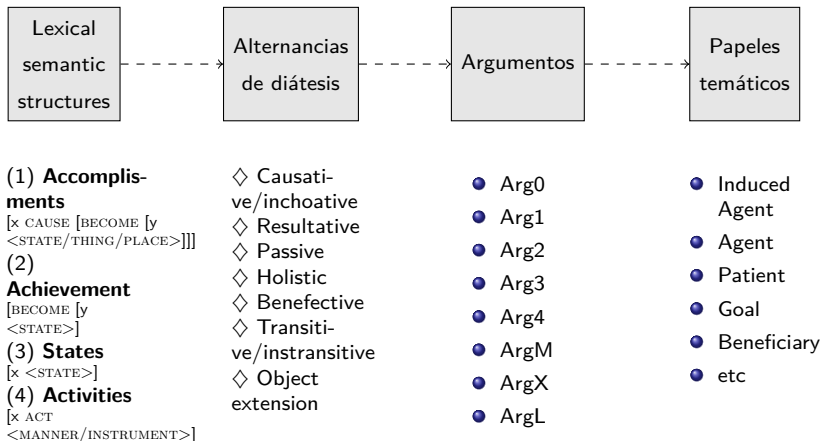 Lexical
semantic
structures
Alternancias
de diátesis
Argumentos
Papeles
temáticos
(1) Accomplis-
ments
[x CAUSE [BECOME [y
<STATE/THING/PLACE>]]]
(2)
Achievement
[BECOME [y
<STATE>]
(3) States
[x <STATE>]
(4) Activities
[x ACT
<MANNER/INSTRUMENT>]
♢ Causati-
ve/inchoative
♢ Resultative
♢ Passive
♢ Holistic
♢ Benefective
♢ Transiti-
ve/instransitive
♢ Object
extension
Arg0
Arg1
Arg2
Arg3
Arg4
ArgM
ArgX
ArgL
Induced
Agent
Agent
Patient
Goal
Beneficiary
etc